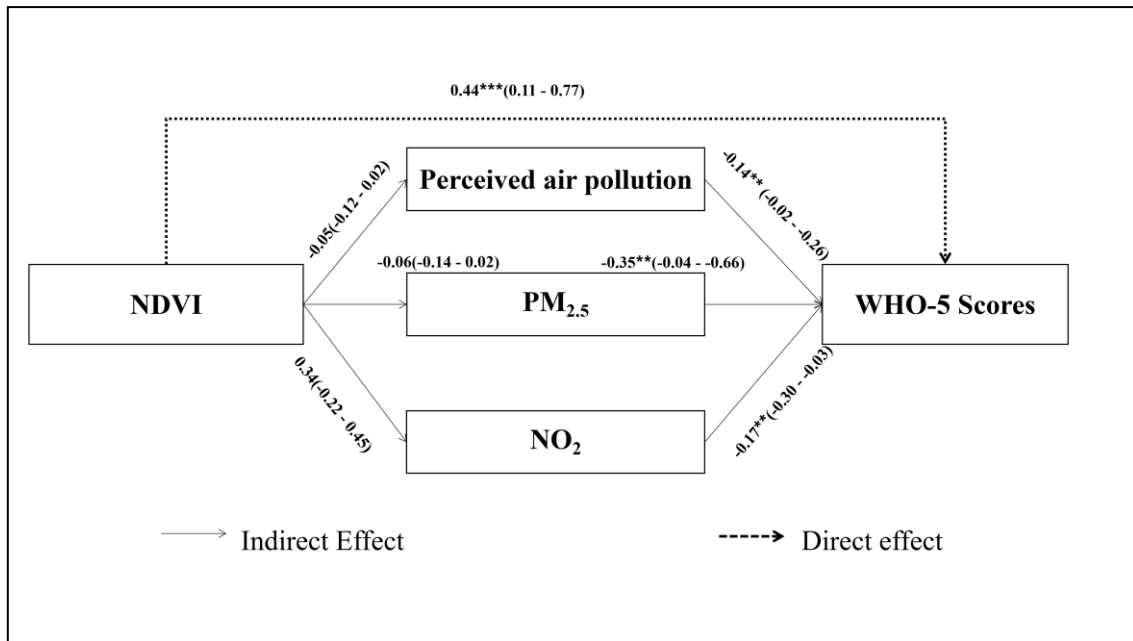 0.44***(0.11 - 0.77)
Perceived air pollution
-0.05(-0.12 - 0.02)
-0.14** (-0.02 - -0.26)
-0.06(-0.14 - 0.02)
-0.35**(-0.04 - -0.66)
NDVI
PM2.5
WHO-5 Scores
0.34(-0.22 - 0.45)
-0.17**(-0.30 - -0.03)
NO2
Indirect Effect
Direct effect